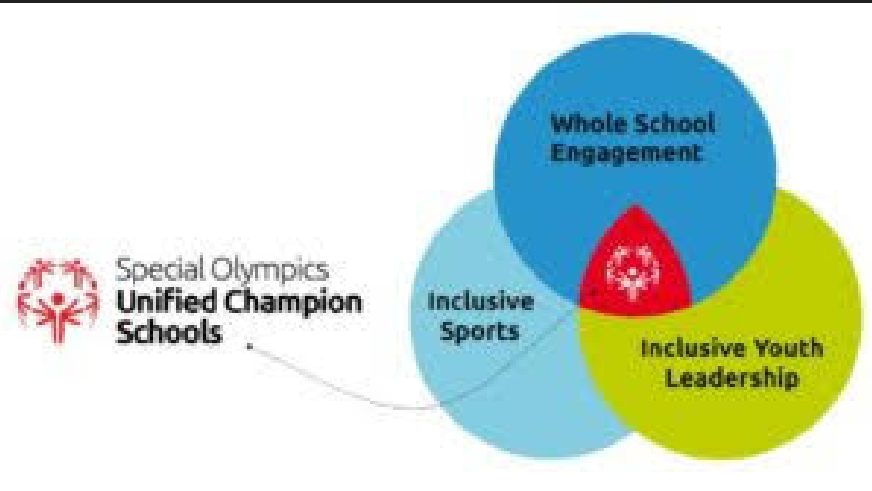 Special Olympics
Unified Champion
Schools
Whole School
Engagement
Inclusive
Sports
Inclusive Youth
Leadership